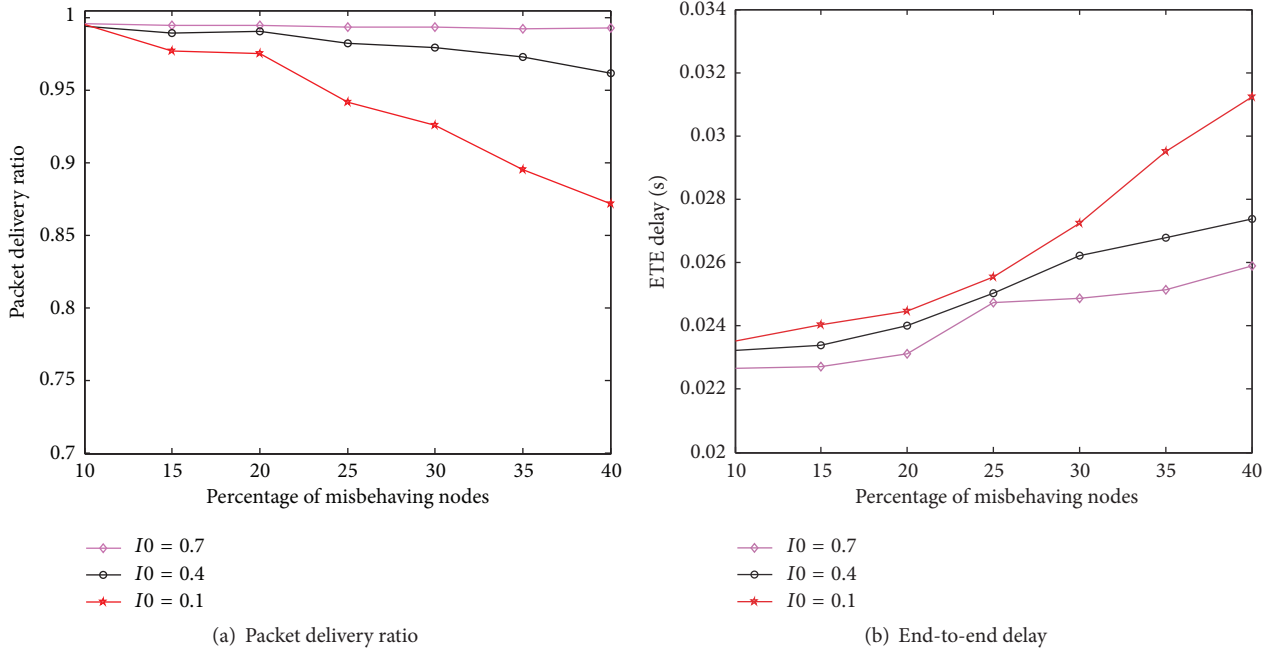 1
0.95
0.9
0.85
0.8
0.75
0.7
Packet delivery ratio
10 15 20 25 30 35 40
Percentage of misbehaving nodes
I0 = 0.7
I0 = 0.4
I0 = 0.1
(a) Packet delivery ratio
0.034
0.032
0.03
0.028
0.026
0.024
0.022
0.02
ETE delay (s)
10 15 20 25 30 35 40
Percentage of misbehaving nodes
I0 = 0.7
I0 = 0.4
I0 = 0.1
(b) End-to-end delay